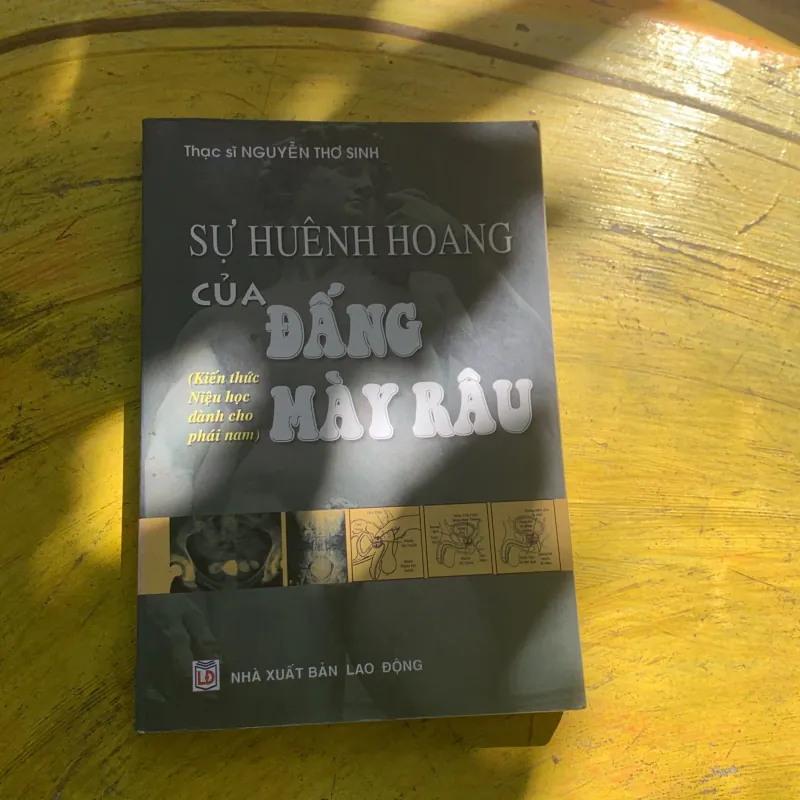 Thạc sĩ NGUYỄN THƠ SINH
SỰ HUÊNH HOANG
CỦA
ĐẤNG
MÀY RÂU
(Kiến thức
Niệu học
dành cho
phái nam)
LĐ
NHÀ XUẤT BẢN LAO ĐỘNG